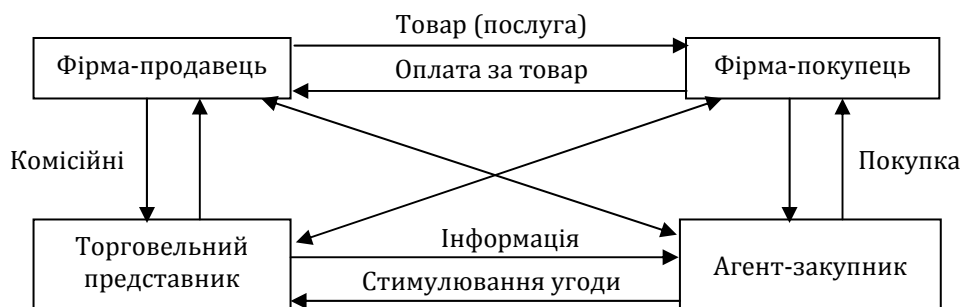 Товар (послуга)
Фірма-продавець
Оплата за товар
Фірма-покупець
Комісійні
Покупка
Торговельний
представник
Інформація
Стимулювання угоди
Агент-закупник